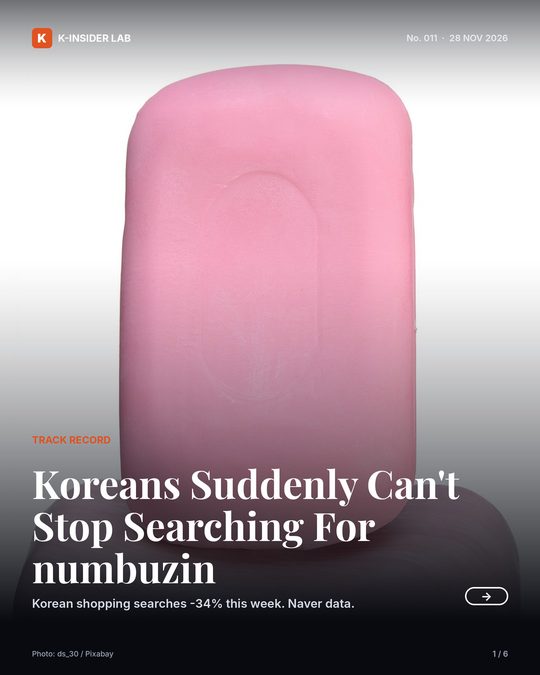 K K-INSIDER LAB
No. 011 · 28 NOV 2026
TRACK RECORD
Koreans Suddenly Can't
Stop Searching For
numbuzin
Korean shopping searches -34% this week. Naver data.
→
Photo: ds_30 / Pixabay
1 / 6